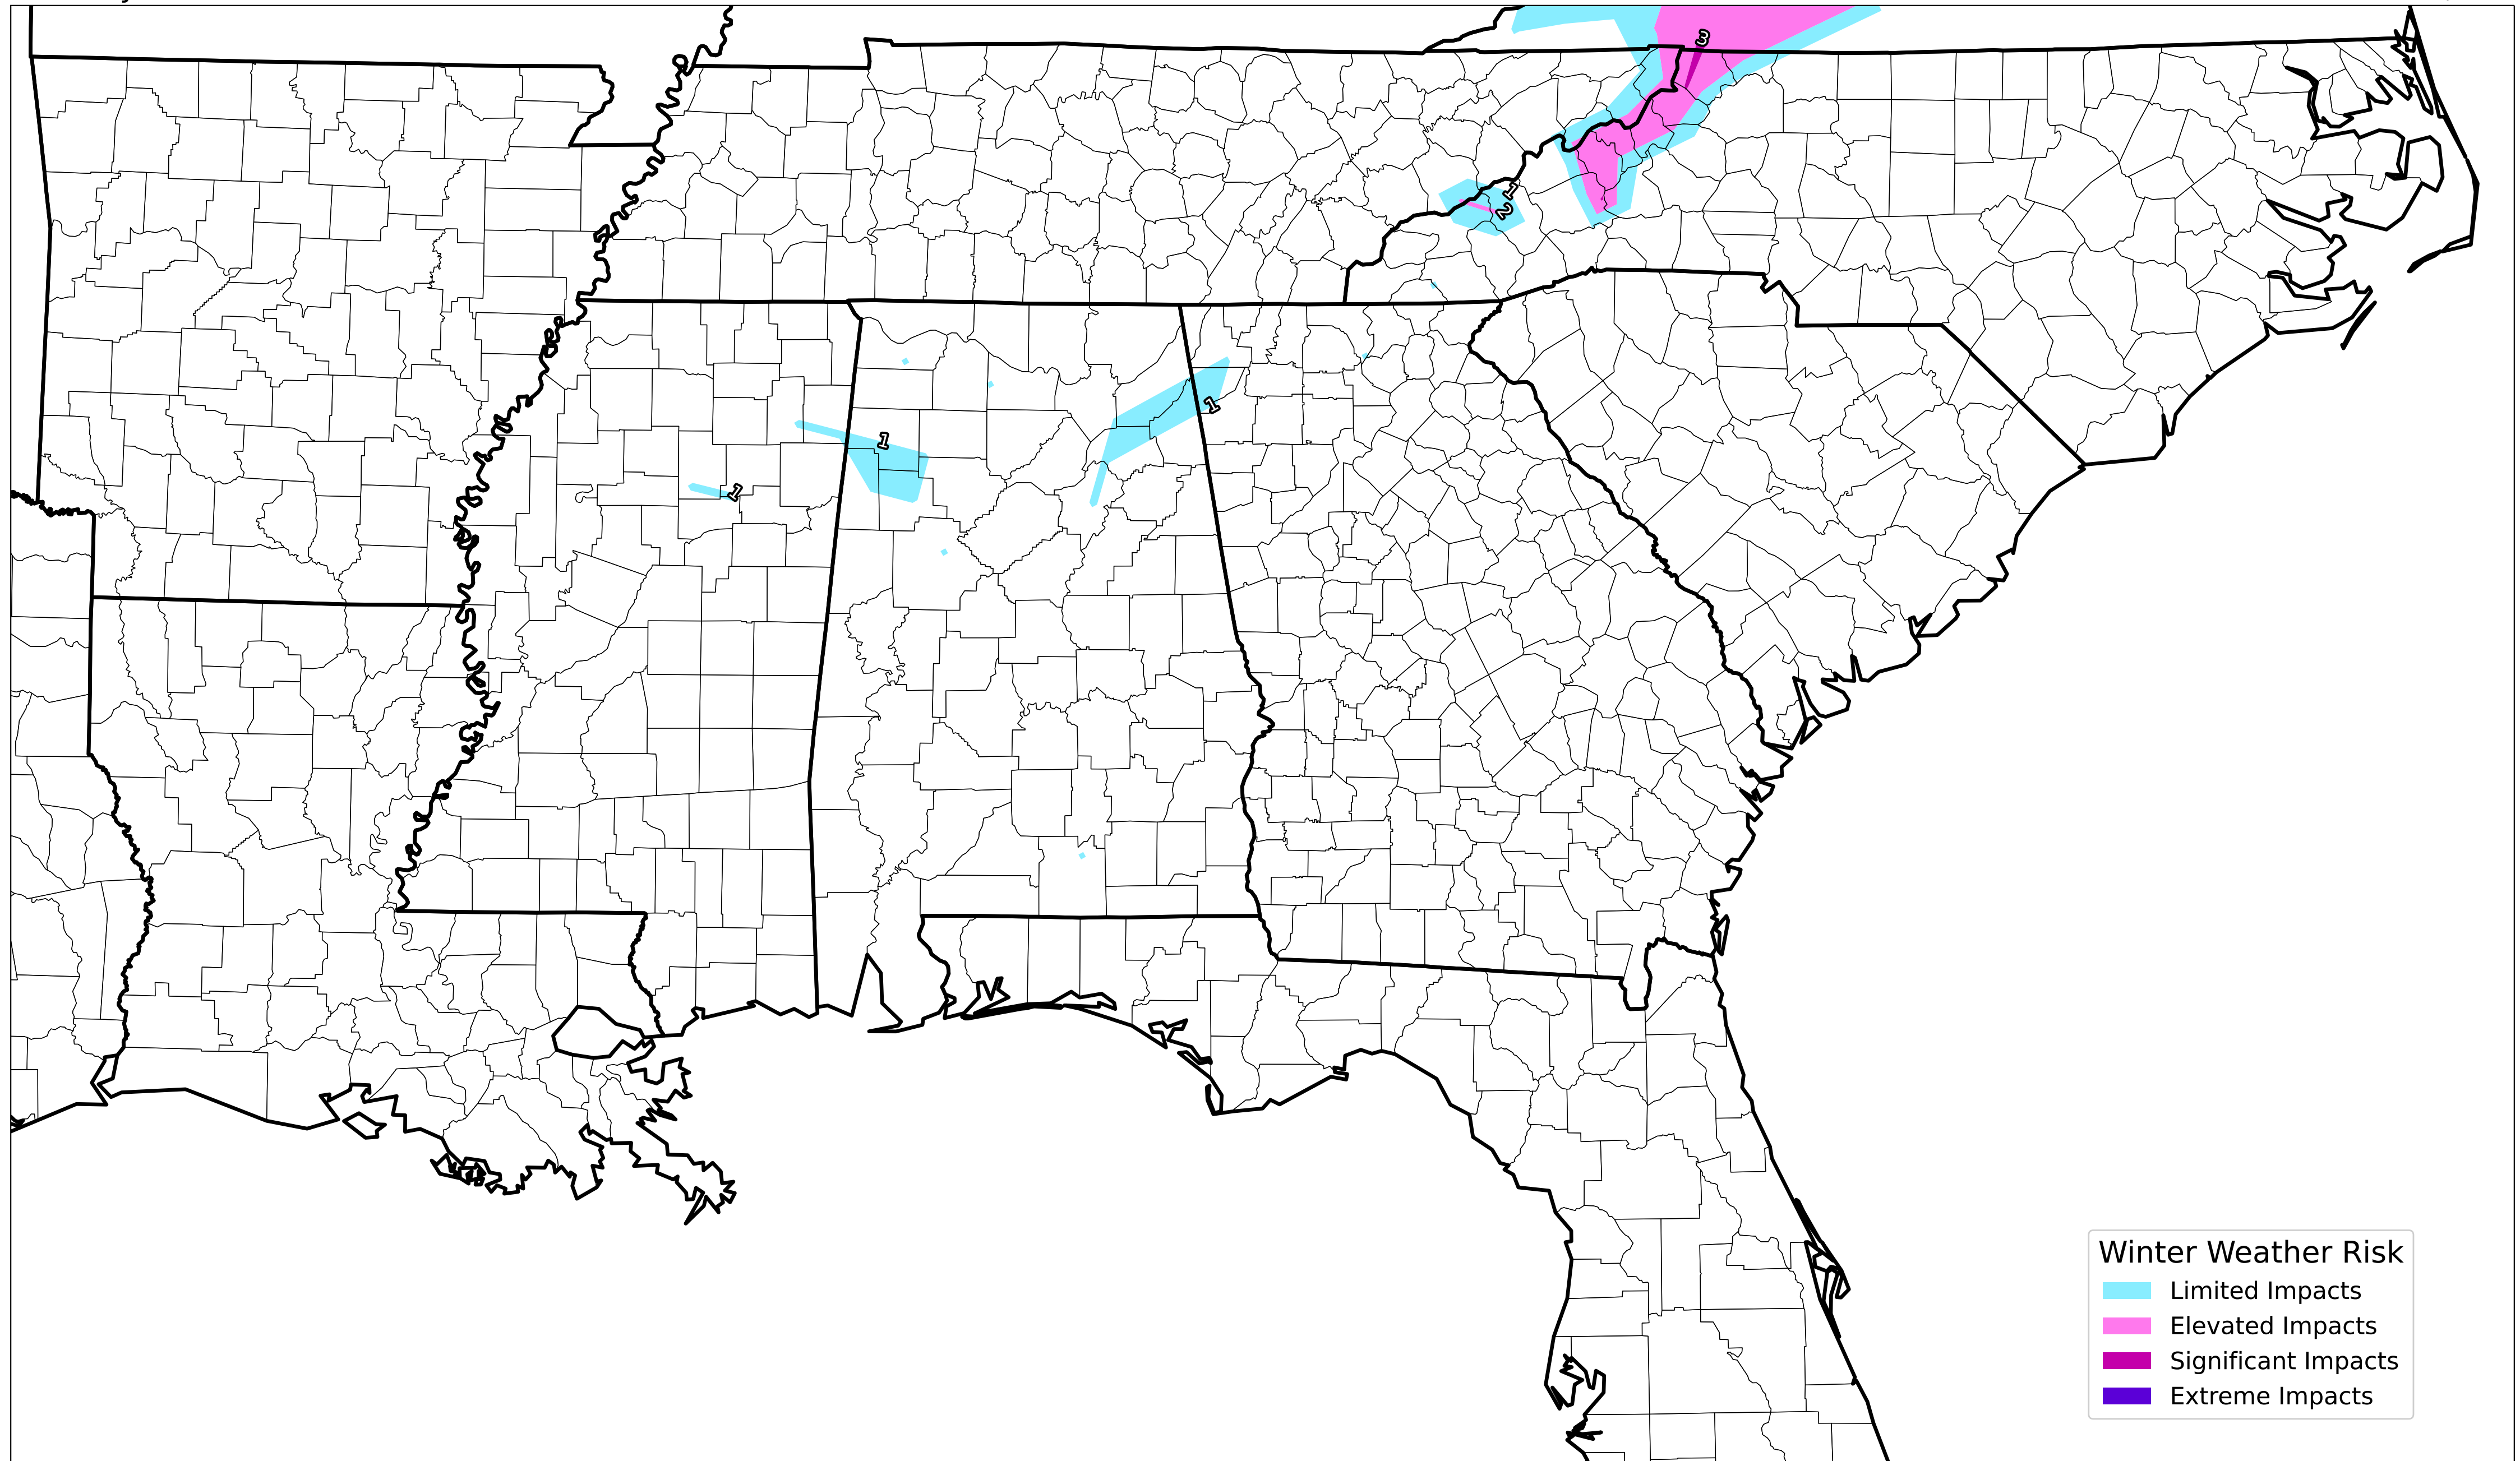 3
1
2
1
1
1
Winter Weather Risk
Limited Impacts
Elevated Impacts
Significant Impacts
Extreme Impacts